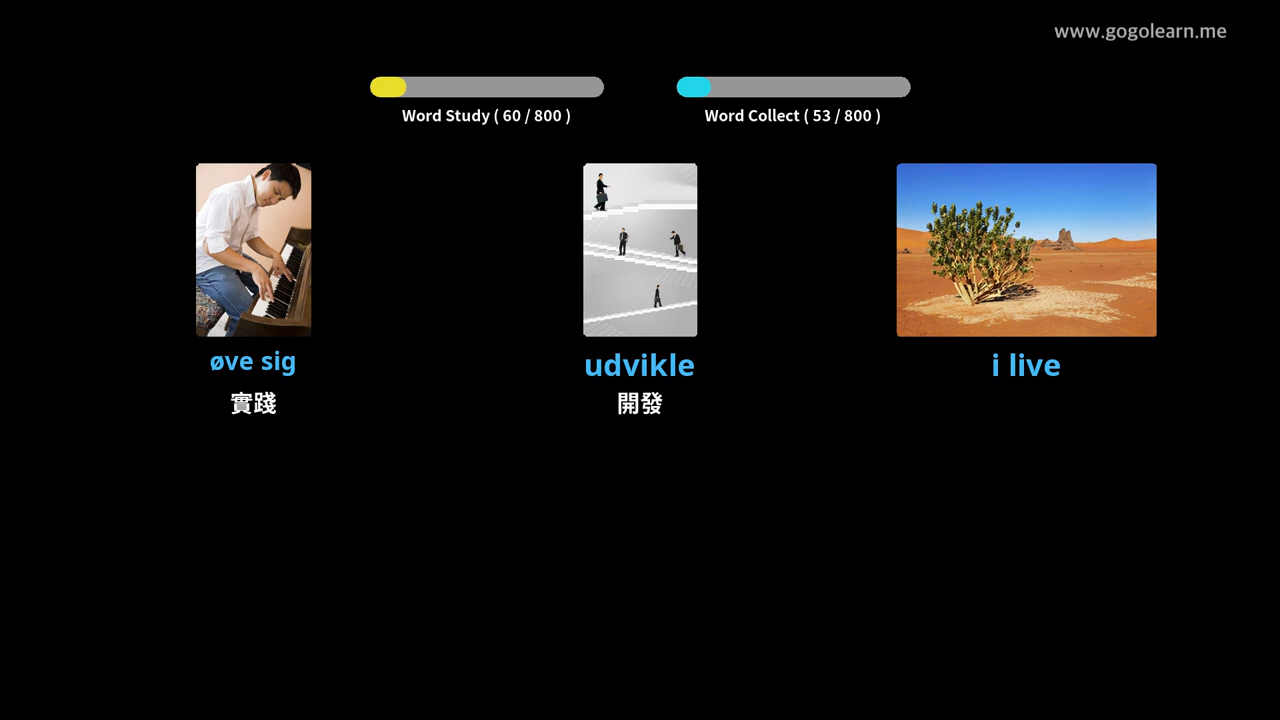 www.gogolearn.me
Word Study ( 60 / 800 )
Word Collect ( 53 / 800 )
øve sig
udvikle
i live
實踐
開發